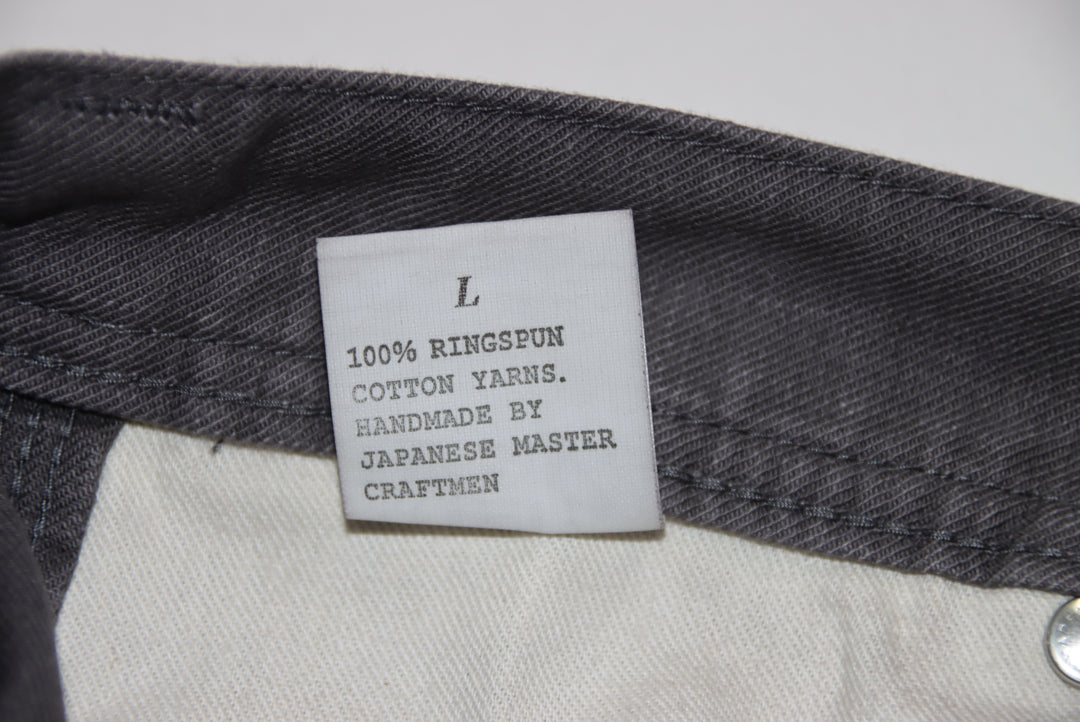 L
100% RINGSPUN
COTTON YARNS.
HANDMADE BY
JAPANESE MASTER
CRAFTMEN